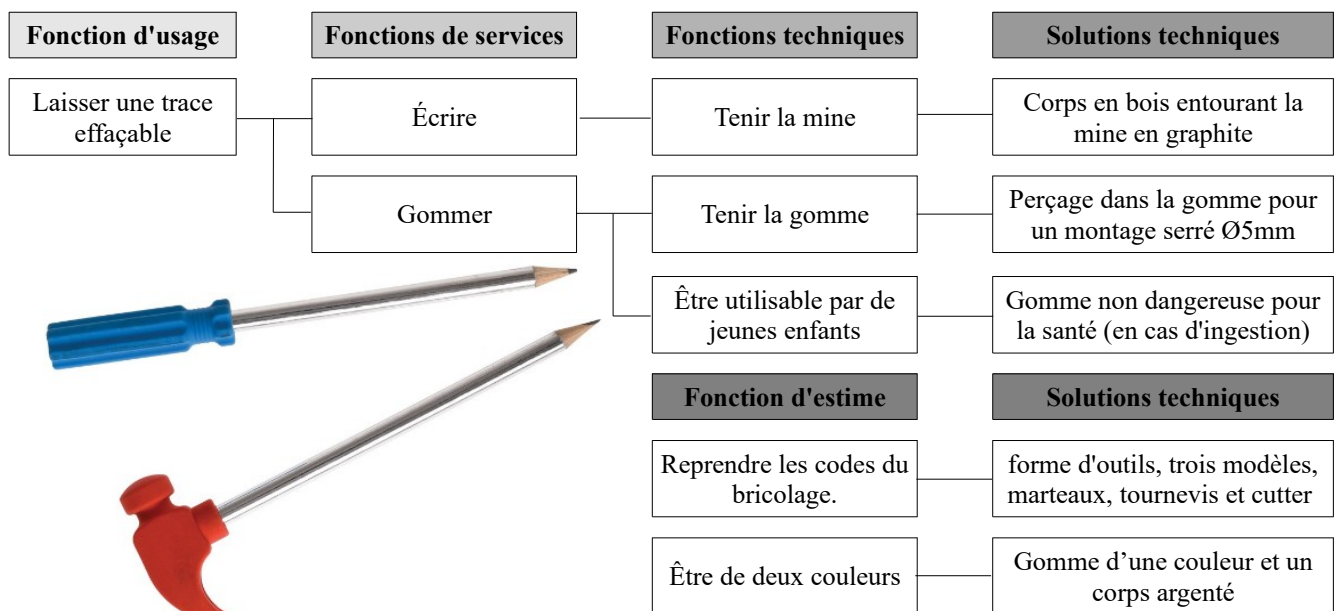 Fonction d'usage
Fonctions de services
Fonctions techniques
Solutions techniques
Laisser une trace
effaçable
Écrire
Tenir la mine
Corps en bois entourant la
mine en graphite
Gommer
Tenir la gomme
Perçage dans la gomme pour
un montage serré Ø5mm
Être utilisable par de
jeunes enfants
Gomme non dangereuse pour
la santé (en cas d'ingestion)
Fonction d'estime
Solutions techniques
Reprendre les codes du
bricolage.
forme d'outils, trois modèles,
marteaux, tournevis et cutter
Être de deux couleurs
Gomme d’une couleur et un
corps argenté